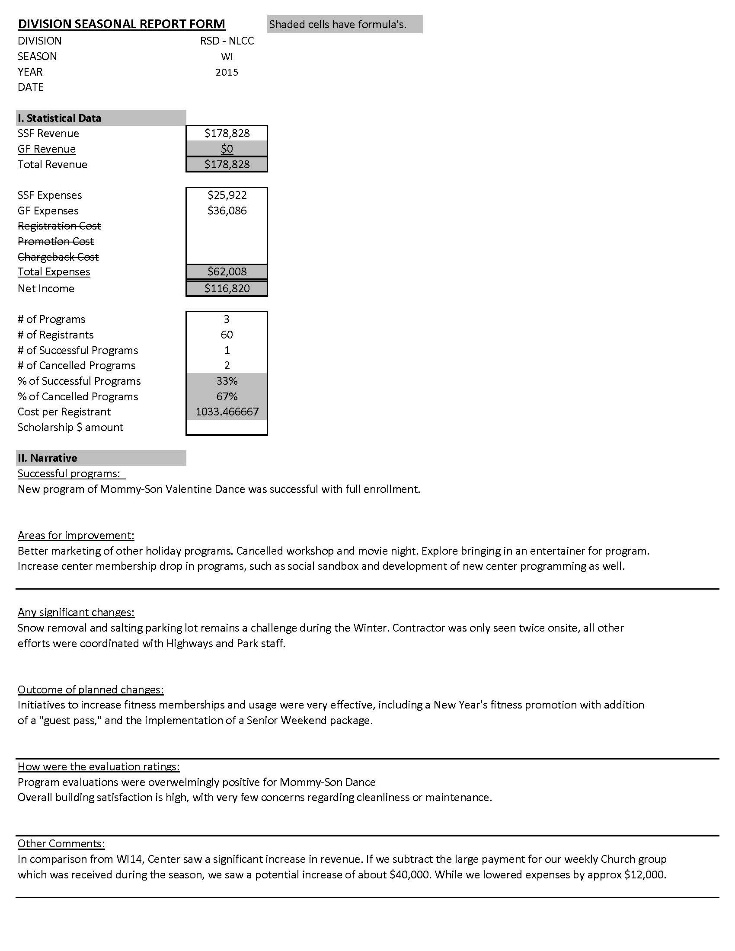 DIVISION SEASONAL REPORT FORM Shaded cells have formula's.
DIVISION RSD - NLCC
SEASON WI
YEAR 2015
DATE
I. Statistical Data
SSF Revenue $178,828
GF Revenue $0
Total Revenue $178,828
SSF Expenses $25,922
GF Expenses $36,086
Registration Cost
Promotion Cost
Chargeback Cost
Total Expenses $62,008
Net Income $116,820
# of Programs 3
# of Registrants 60
# of Successful Programs 1
# of Cancelled Programs 2
% of Successful Programs 33%
% of Cancelled Programs 67%
Cost per Registrant 1033.466667
Scholarship $ amount
II. Narrative
Successful programs:
New program of Mommy-Son Valentine Dance was successful with full enrollment.
Areas for improvement:
Better marketing of other holiday programs. Cancelled workshop and movie night. Explore bringing in an entertainer for program.
Increase center membership drop in programs, such as social sandbox and development of new center programming as well.
Any significant changes:
Snow removal and salting parking lot remains a challenge during the Winter. Contractor was only seen twice onsite, all other
efforts were coordinated with Highways and Park staff.
Outcome of planned changes:
Initiatives to increase fitness memberships and usage were very effective, including a New Year's fitness promotion with addition
of a "guest pass," and the implementation of a Senior Weekend package.
How were the evaluation ratings:
Program evaluations were overwelmingly positive for Mommy-Son Dance
Overall building satisfaction is high, with very few concerns regarding cleanliness or maintenance.
Other Comments:
In comparison from WI14, Center saw a significant increase in revenue. If we subtract the large payment for our weekly Church group
which was received during the season, we saw a potential increase of about $40,000. While we lowered expenses by approx $12,000.